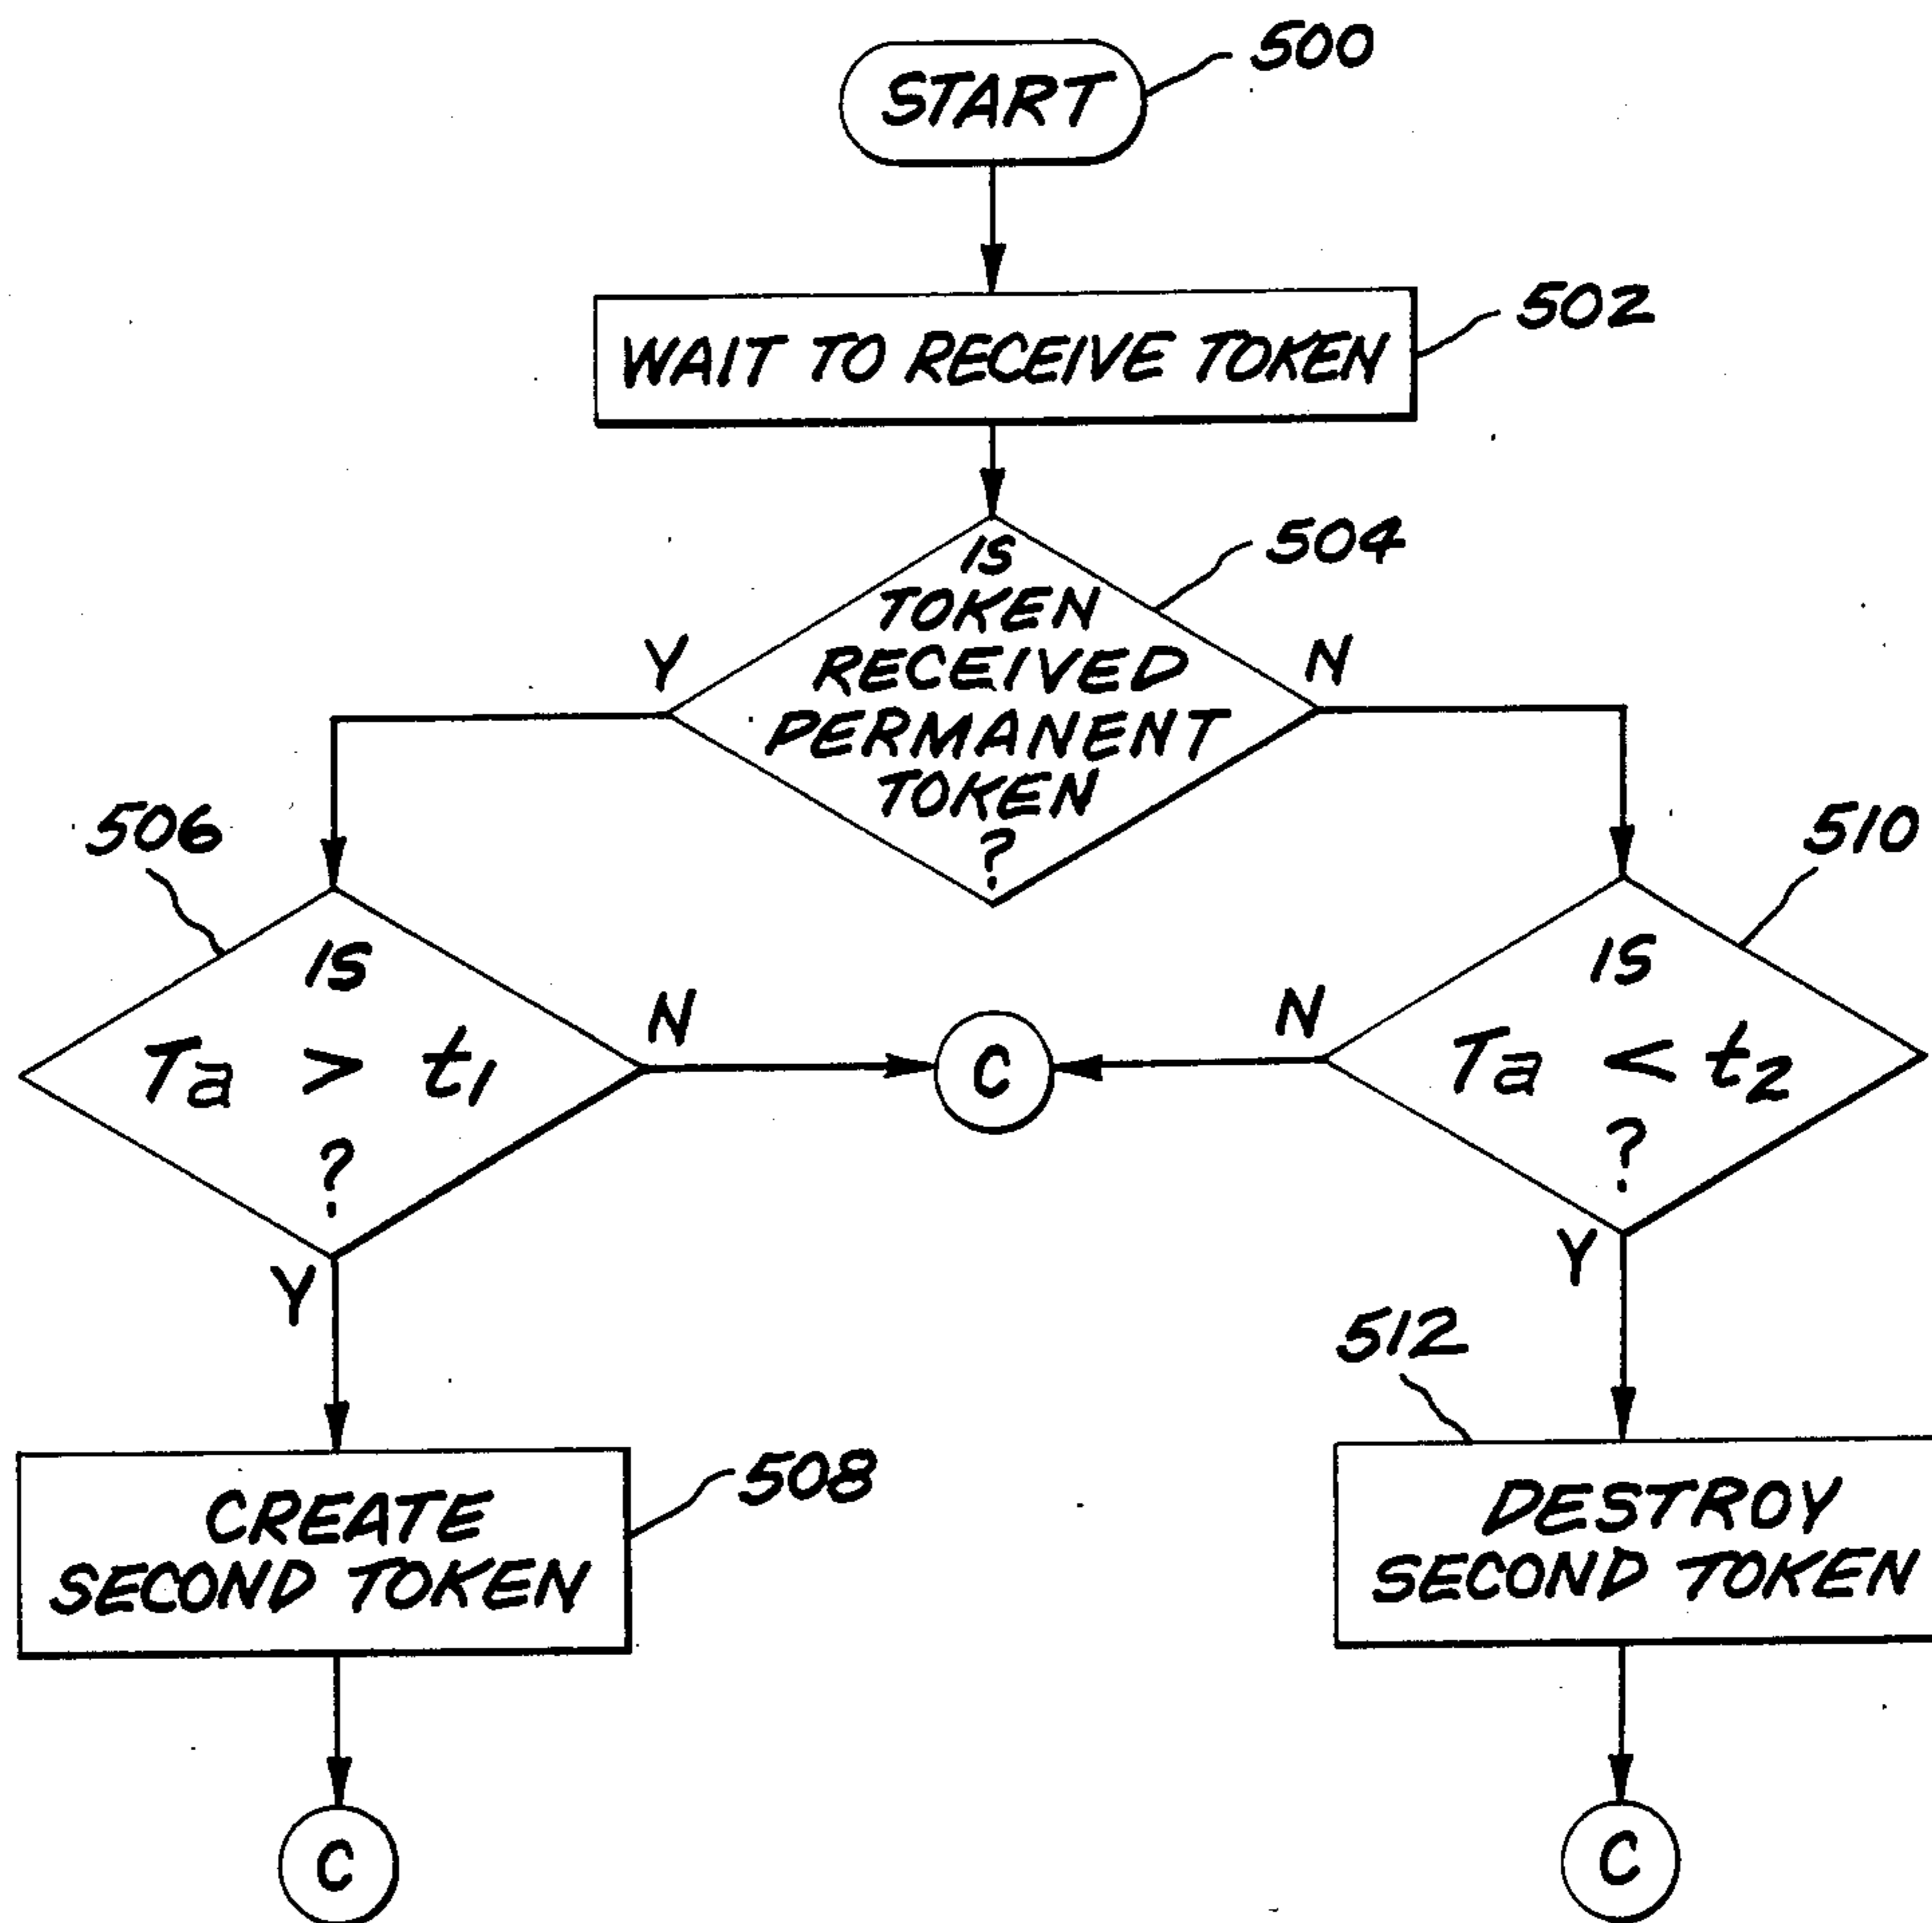 START
500
WAIT TO RECEIVE TOKEN
502
IS
TOKEN
RECEIVED
PERMANENT
TOKEN
?
504
Y
N
506
IS
Ta > t1
?
N
Y
C
510
IS
Ta < t2
?
N
Y
CREATE
SECOND TOKEN
508
512
DESTROY
SECOND TOKEN
C
C